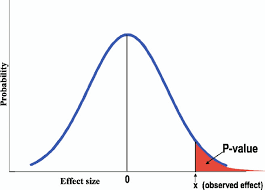 Probability
P-value
Effect size
0
x (observed effect)